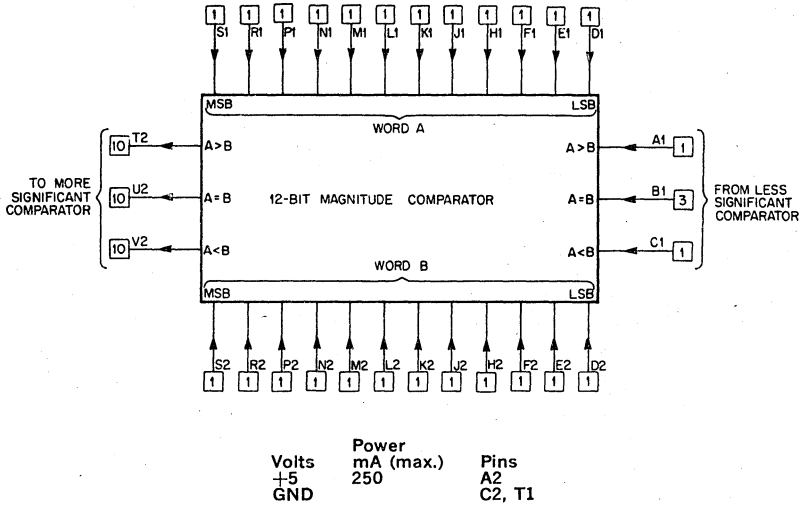 1 1 1 1 1 1 1 1 1 1 1 1
S1 R1 P1 N1 M1 L1 K1 J1 H1 F1 E1 D1
MSB LSB
WORD A
10 T2 A>B A>B A1 1
TO MORE
SIGNIFICANT
COMPARATOR
10 U2 A=B 12-BIT MAGNITUDE COMPARATOR A=B B1 3
FROM LESS
SIGNIFICANT
COMPARATOR
10 V2 A<B A<B C1 1
WORD B
MSB LSB
S2 R2 P2 N2 M2 L2 K2 J2 H2 F2 E2 D2
1 1 1 1 1 1 1 1 1 1 1 1
Power
Volts mA (max.) Pins
+5 250 A2
GND C2, T1